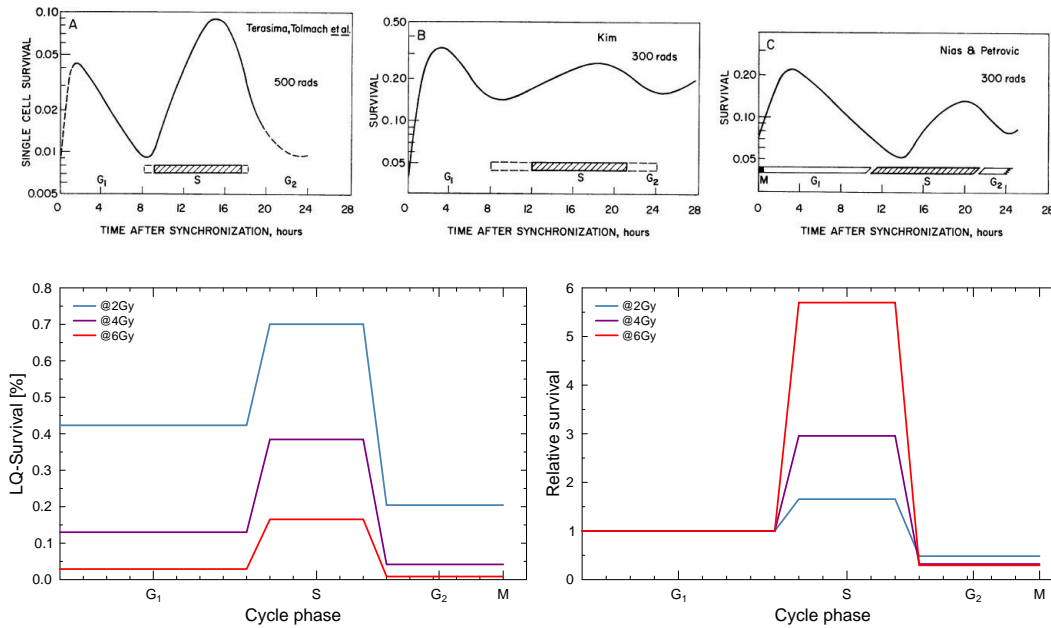 A
Terasima, Tolmach et al.
500 rads
0.10
0.04
0.01
0.005
SINGLE CELL SURVIVAL
G1
S
G2
0 4 8 12 16 20 24 28
TIME AFTER SYNCHRONIZATION, hours
B
Kim
300 rads
0.50
0.20
0.10
0.05
SURVIVAL
G1
S
G2
0 4 8 12 16 20 24 28
TIME AFTER SYNCHRONIZATION, hours
C
Nias & Petrovic
300 rads
0.20
0.10
0.05
SURVIVAL
M
G1
S
G2
0 4 8 12 16 20 24 28
TIME AFTER SYNCHRONIZATION, hours
@2Gy
@4Gy
@6Gy
0.8
0.7
0.6
0.5
0.4
0.3
0.2
0.1
0.0
LQ-Survival [%]
G1 S G2 M
Cycle phase
@2Gy
@4Gy
@6Gy
6
5
4
3
2
1
0
Relative survival
G1 S G2 M
Cycle phase